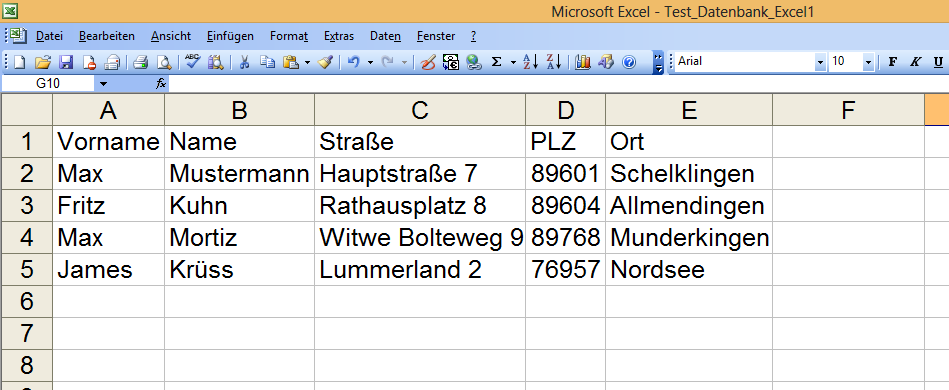 Microsoft Excel - Test_Datenbank_Excel1
Datei Bearbeiten Ansicht Einfügen Format Extras Daten Fenster ?
Arial 10 F K U
G10 fx
A B C D E F
1 Vorname Name Straße PLZ Ort
2 Max Mustermann Hauptstraße 7 89601 Schelklingen
3 Fritz Kuhn Rathausplatz 8 89604 Allmendingen
4 Max Mortiz Witwe Bolteweg 9 89768 Munderkingen
5 James Krüss Lummerland 2 76957 Nordsee
6
7
8